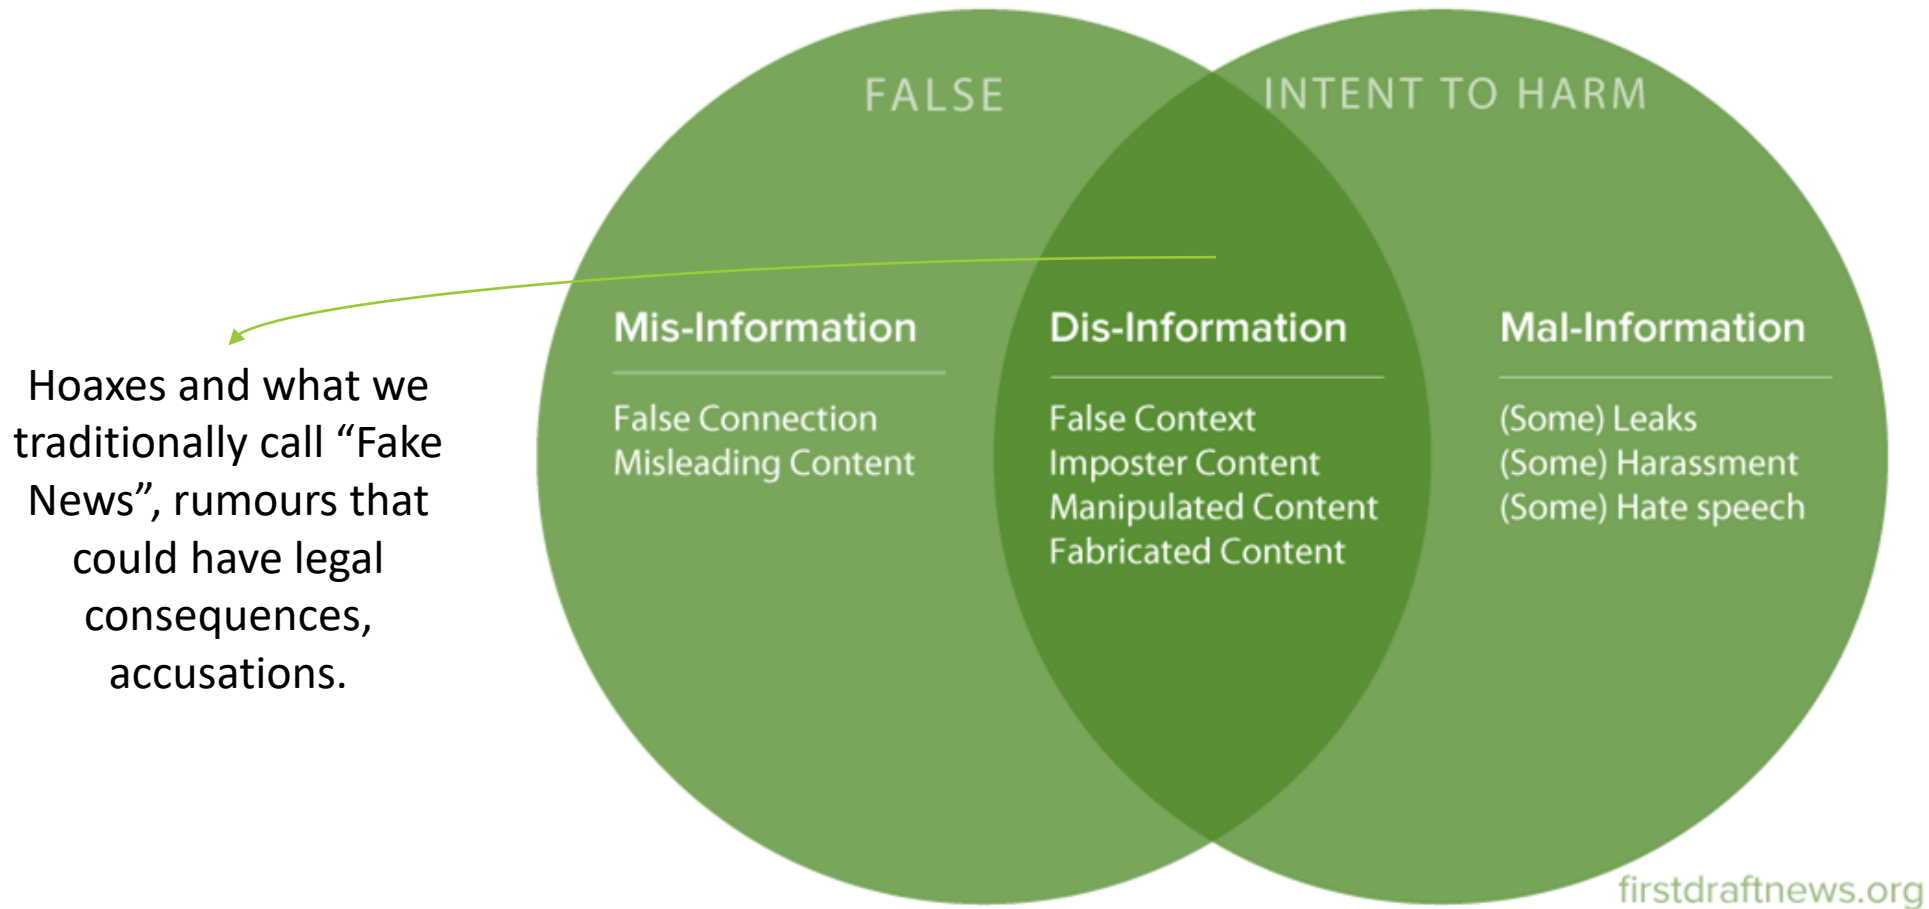 FALSE
INTENT TO HARM
Mis-Information
False Connection
Misleading Content
Dis-Information
False Context
Imposter Content
Manipulated Content
Fabricated Content
Mal-Information
(Some) Leaks
(Some) Harassment
(Some) Hate speech
Hoaxes and what we
traditionally call “Fake
News”, rumours that
could have legal
consequences,
accusations.
firstdraftnews.org